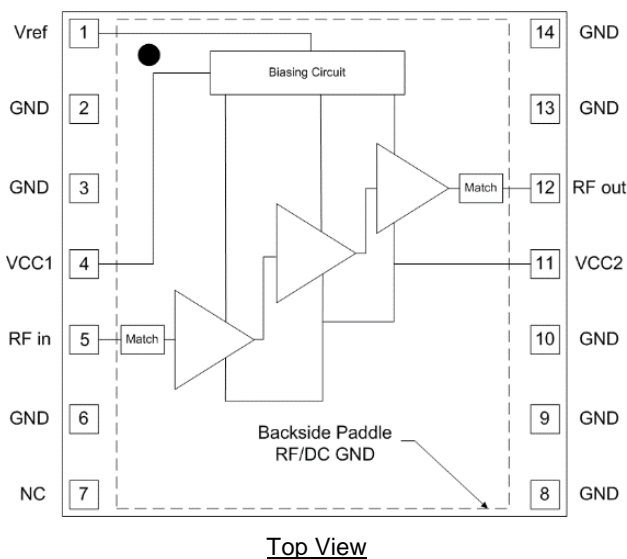 Vref 1
14 GND
Biasing Circuit
GND 2
13 GND
GND 3
Match
12 RF out
VCC1 4
11 VCC2
RF in 5
Match
10 GND
GND 6
9 GND
Backside Paddle
RF/DC GND
NC 7
8 GND
Top View